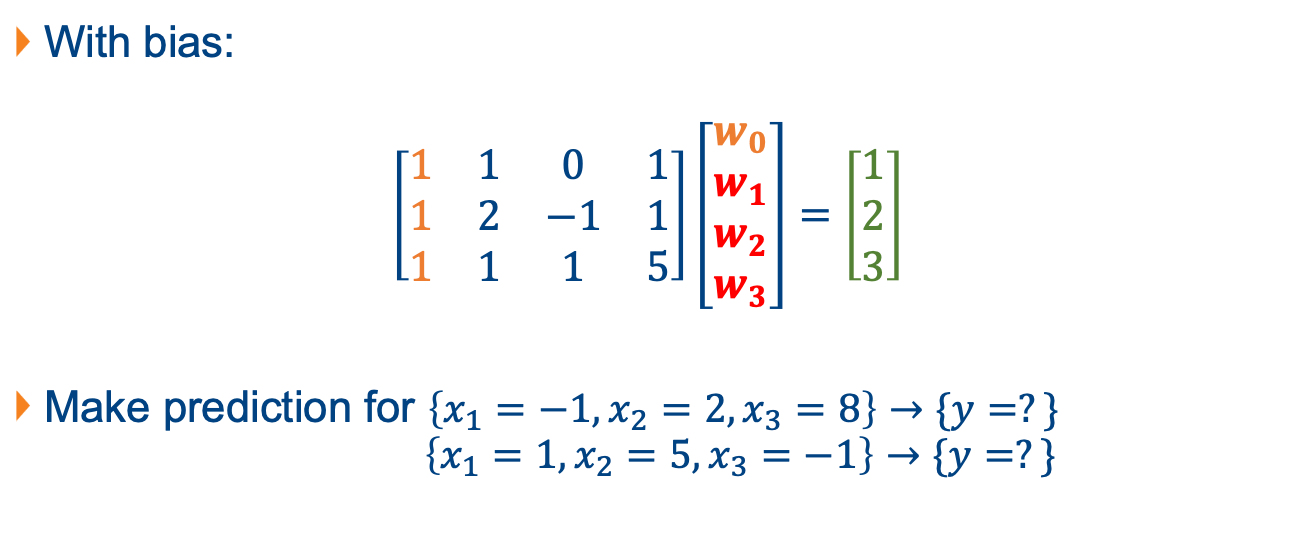 With bias:
[1 1 0 1; 1 2 −1 1; 1 1 1 5] [w₀; w₁; w₂; w₃] = [1; 2; 3]
Make prediction for {x₁ = −1, x₂ = 2, x₃ = 8} → {y =?}
{x₁ = 1, x₂ = 5, x₃ = −1} → {y =?}